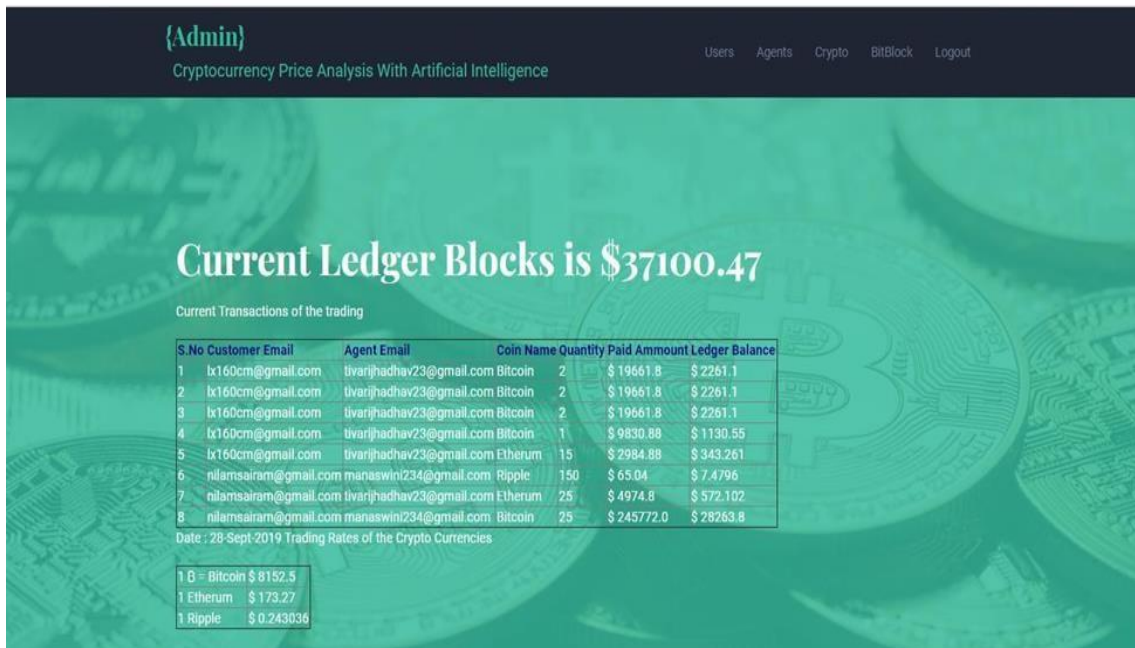 {Admin}
Cryptocurrency Price Analysis With Artificial Intelligence
Users Agents Crypto BitBlock Logout
Current Ledger Blocks is $37100.47
Current Transactions of the trading
S.No Customer Email Agent Email Coin Name Quantity Paid Ammount Ledger Balance
1 lx160cm@gmail.com tivarijhadhav23@gmail.com Bitcoin 2 $ 19661.8 $ 2261.1
2 lx160cm@gmail.com tivarijhadhav23@gmail.com Bitcoin 2 $ 19661.8 $ 2261.1
3 lx160cm@gmail.com tivarijhadhav23@gmail.com Bitcoin 2 $ 19661.8 $ 2261.1
4 lx160cm@gmail.com tivarijhadhav23@gmail.com Bitcoin 1 $ 9830.88 $ 1130.55
5 lx160cm@gmail.com tivarijhadhav23@gmail.com Etherum 15 $ 2984.88 $ 343.261
6 nilamsairam@gmail.com manaswini234@gmail.com Ripple 150 $ 65.04 $ 7.4796
7 nilamsairam@gmail.com tivarijhadhav23@gmail.com Etherum 25 $ 4974.8 $ 572.102
8 nilamsairam@gmail.com manaswini234@gmail.com Bitcoin 25 $ 245772.0 $ 28263.8
Date : 28-Sept-2019 Trading Rates of the Crypto Currencies
1 ₿ = Bitcoin $ 8152.5
1 Etherum $ 173.27
1 Ripple $ 0.243036